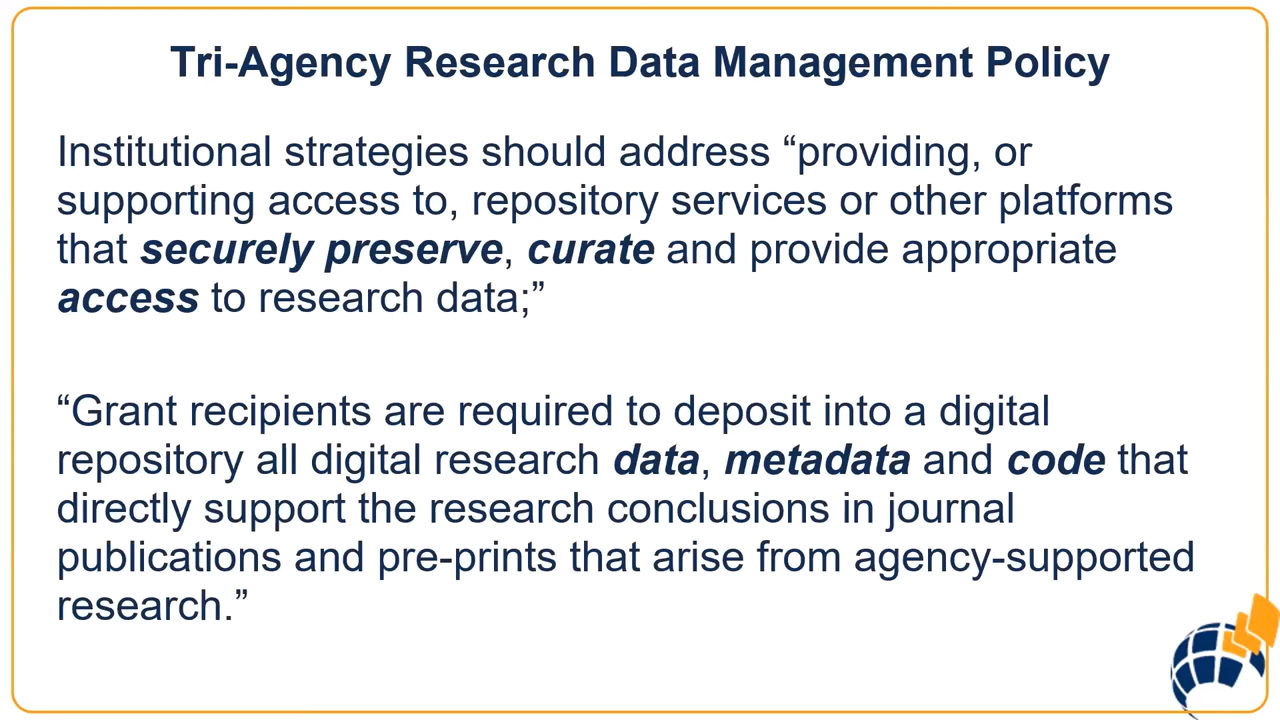 Tri-Agency Research Data Management Policy
Institutional strategies should address “providing, or
supporting access to, repository services or other platforms
that securely preserve, curate and provide appropriate
access to research data;”
“Grant recipients are required to deposit into a digital
repository all digital research data, metadata and code that
directly support the research conclusions in journal
publications and pre-prints that arise from agency-supported
research.”